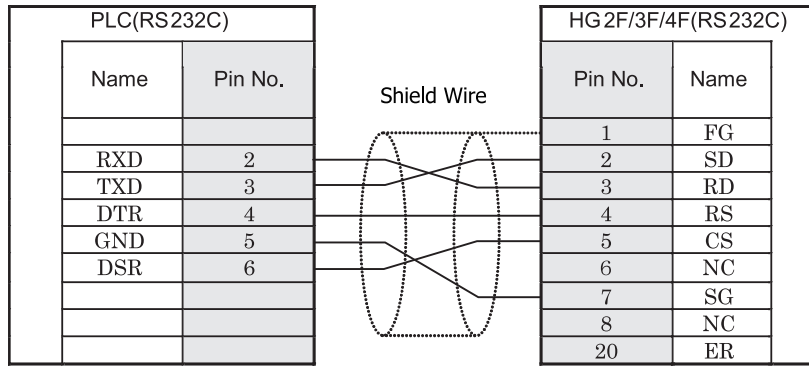 PLC(RS232C) HG2F/3F/4F(RS232C)
Name Pin No. Shield Wire Pin No. Name
1 FG
RXD 2 2 SD
TXD 3 3 RD
DTR 4 4 RS
GND 5 5 CS
DSR 6 6 NC
7 SG
8 NC
20 ER